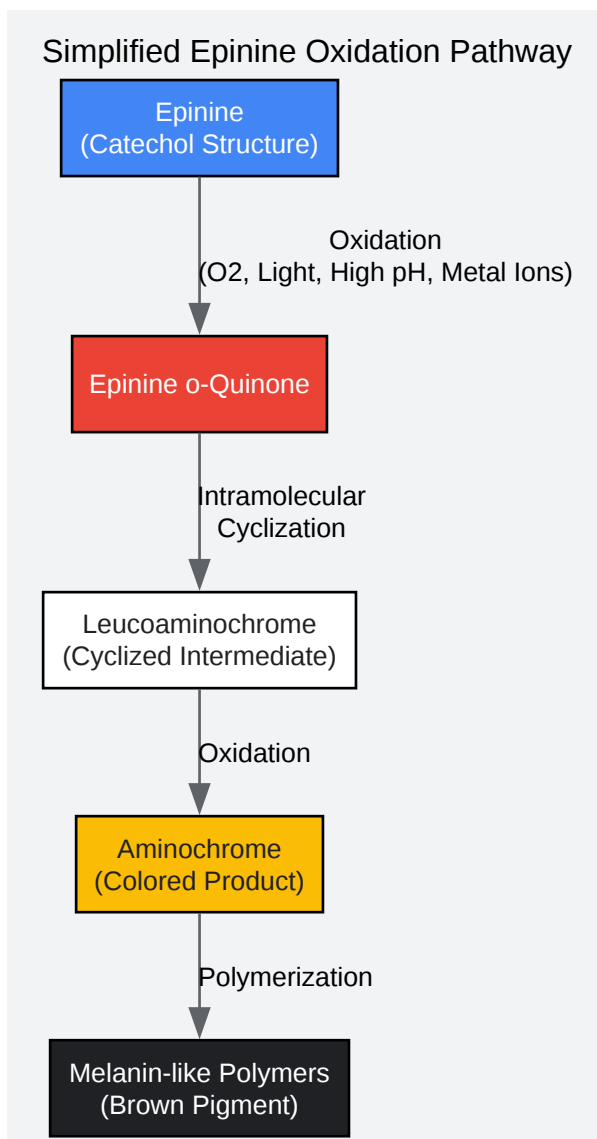 Simplified Epinine Oxidation Pathway
Epinine
(Catechol Structure)
Oxidation
(O2, Light, High pH, Metal Ions)
Epinine o-Quinone
Intramolecular
Cyclization
Leucoaminochrome
(Cyclized Intermediate)
Oxidation
Aminochrome
(Colored Product)
Polymerization
Melanin-like Polymers
(Brown Pigment)